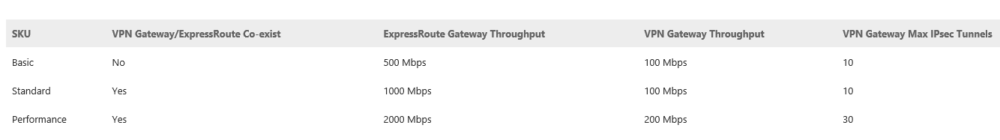 SKU VPN Gateway/ExpressRoute Co-exist ExpressRoute Gateway Throughput VPN Gateway Throughput VPN Gateway Max IPsec Tunnels
Basic No 500 Mbps 100 Mbps 10
Standard Yes 1000 Mbps 100 Mbps 10
Performance Yes 2000 Mbps 200 Mbps 30